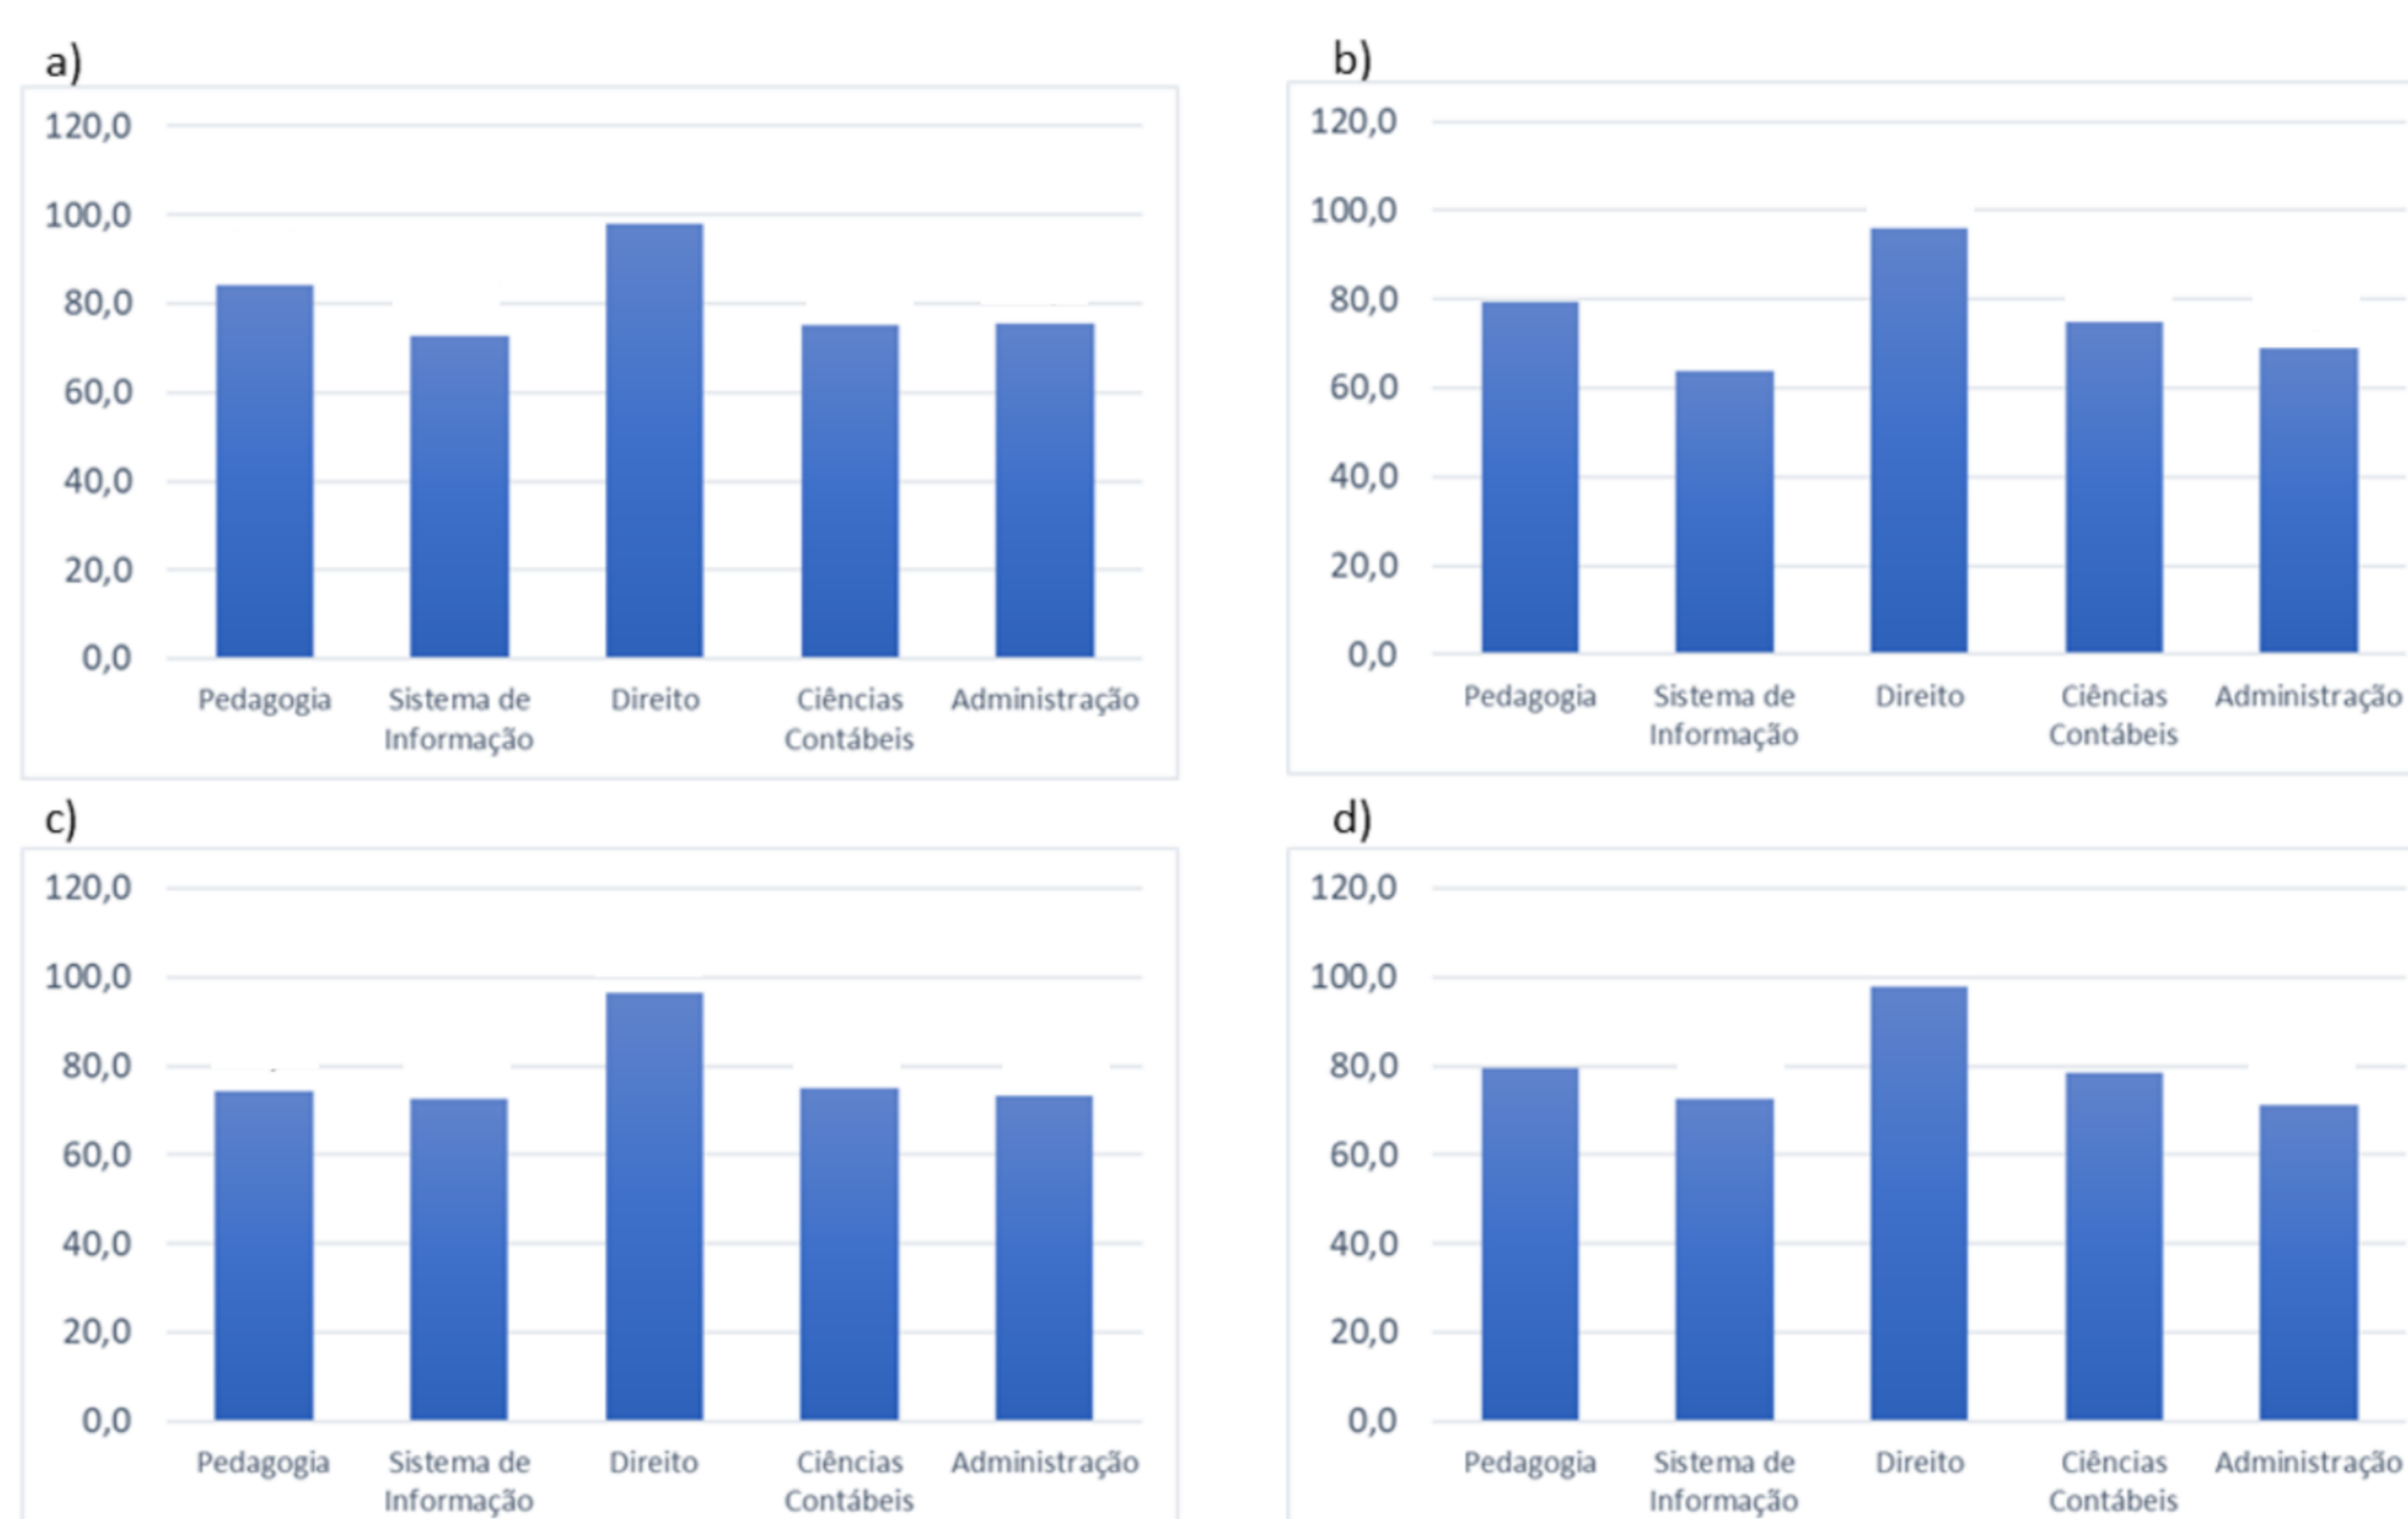 a)
120,0
100,0
80,0
60,0
40,0
20,0
0,0
Pedagogia Sistema de Direito Ciências Administração
Informação Contábeis
b)
120,0
100,0
80,0
60,0
40,0
20,0
0,0
Pedagogia Sistema de Direito Ciências Administração
Informação Contábeis
c)
120,0
100,0
80,0
60,0
40,0
20,0
0,0
Pedagogia Sistema de Direito Ciências Administração
Informação Contábeis
d)
120,0
100,0
80,0
60,0
40,0
20,0
0,0
Pedagogia Sistema de Direito Ciências Administração
Informação Contábeis